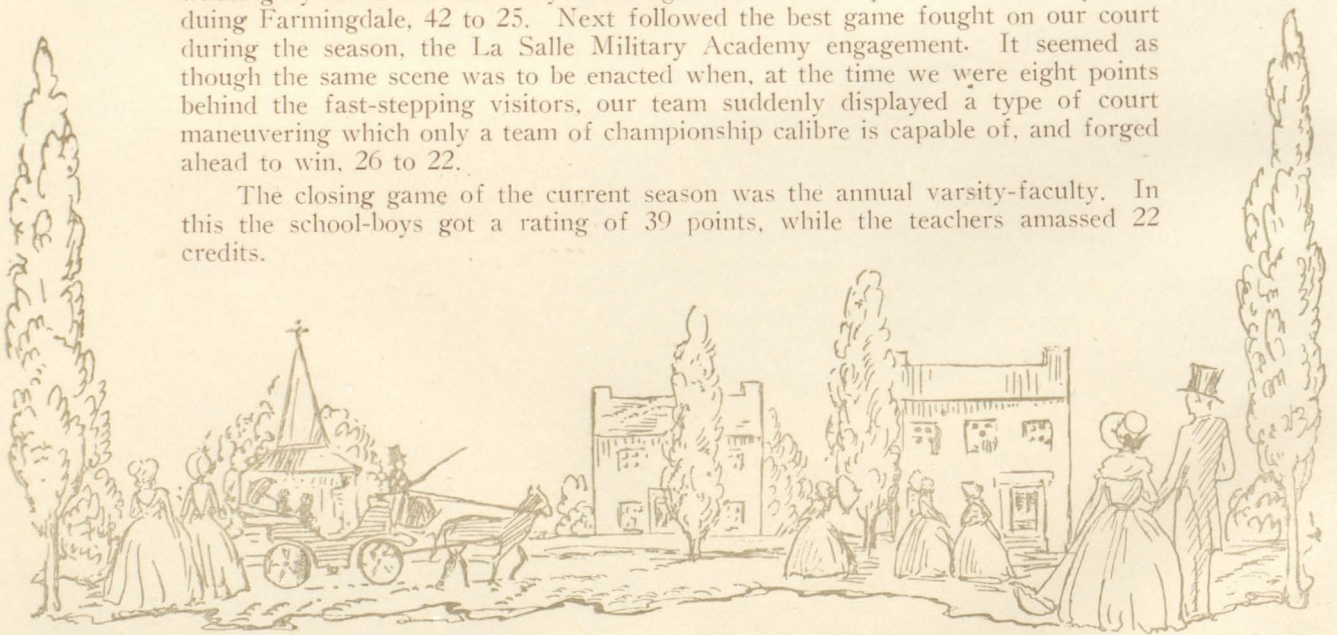 duing Farmingdale, 42 to 25. Next followed the best game fought on our court
during the season, the La Salle Military Academy engagement. It seemed as
though the same scene was to be enacted when, at the time we were eight points
behind the fast-stepping visitors, our team suddenly displayed a type of court
maneuvering which only a team of championship calibre is capable of, and forged
ahead to win, 26 to 22.
The closing game of the current season was the annual varsity-faculty. In
this the school-boys got a rating of 39 points, while the teachers amassed 22
credits.